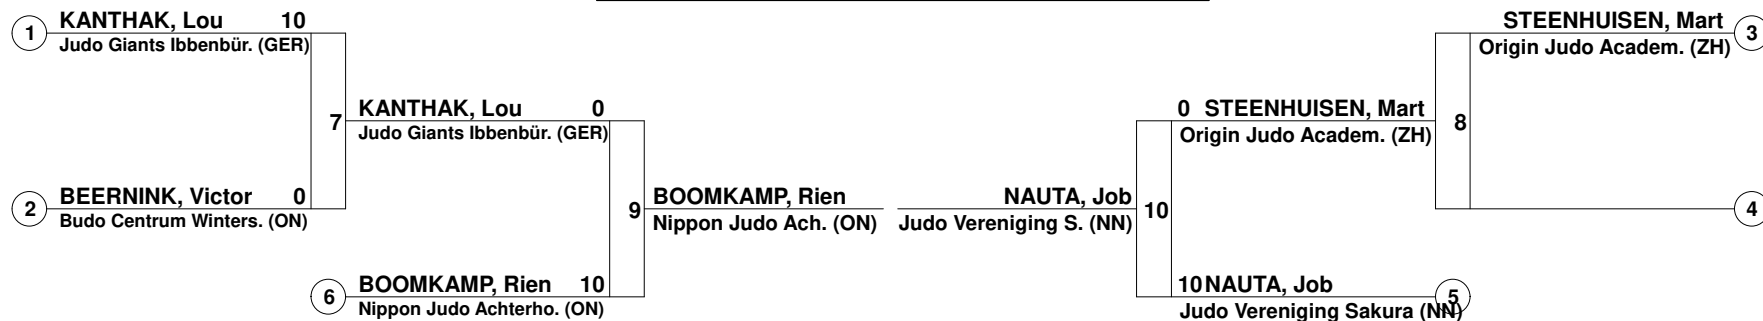 1
KANTHAK, Lou 10
Judo Giants Ibbenbür. (GER)
7
KANTHAK, Lou 0
Judo Giants Ibbenbür. (GER)
2
BEERNINK, Victor 0
Budo Centrum Winters. (ON)
9
BOOMKAMP, Rien
Nippon Judo Ach. (ON)
6
BOOMKAMP, Rien 10
Nippon Judo Achterho. (ON)
STEENHUISEN, Mart
Origin Judo Academ. (ZH)
3
0 STEENHUISEN, Mart
Origin Judo Academ. (ZH)
8
NAUTA, Job
Judo Vereniging S. (NN)
10
4
10 NAUTA, Job
Judo Vereniging Sakura (NN)
5